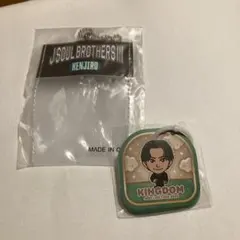 J SOUL BROTHERS III
KENJIRO
MADE IN C
KINGDOM